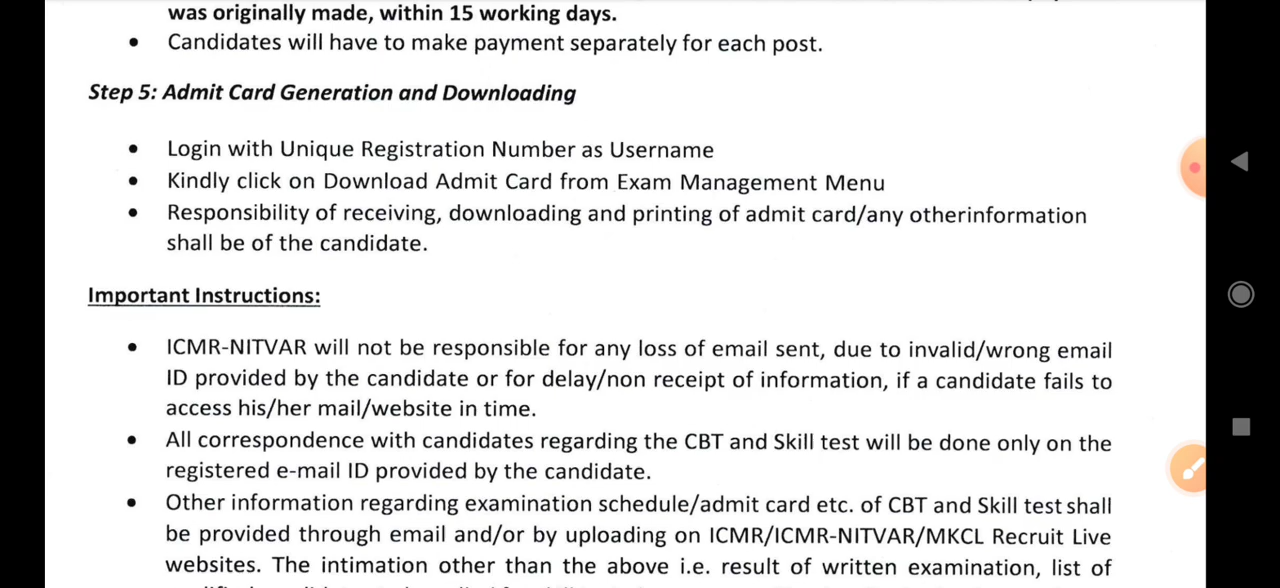 was originally made, within 15 working days.
• Candidates will have to make payment separately for each post.
Step 5: Admit Card Generation and Downloading
• Login with Unique Registration Number as Username
• Kindly click on Download Admit Card from Exam Management Menu
• Responsibility of receiving, downloading and printing of admit card/any otherinformation
shall be of the candidate.
Important Instructions:
• ICMR-NITVAR will not be responsible for any loss of email sent, due to invalid/wrong email
ID provided by the candidate or for delay/non receipt of information, if a candidate fails to
access his/her mail/website in time.
• All correspondence with candidates regarding the CBT and Skill test will be done only on the
registered e-mail ID provided by the candidate.
• Other information regarding examination schedule/admit card etc. of CBT and Skill test shall
be provided through email and/or by uploading on ICMR/ICMR-NITVAR/MKCL Recruit Live
websites. The intimation other than the above i.e. result of written examination, list of